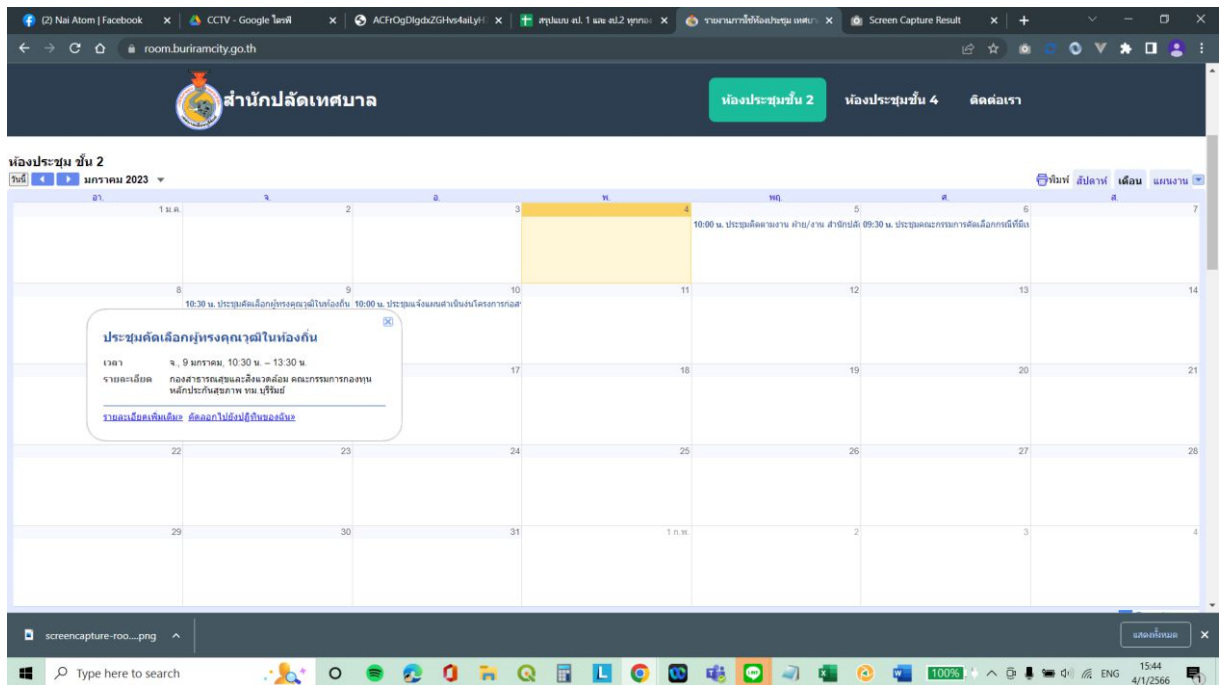 (2) Nai Atom | Facebook
CCTV - Google ไดรฟ์
ACFrOgDIgdxZGHvs4aiLyH
สรุปแบบ งป. 1 และ งป.2 ทุกกอง
รายงานการใช้ห้องประชุม เทศบา
Screen Capture Result
room.buriramcity.go.th
สำนักปลัดเทศบาล
ห้องประชุมชั้น 2
ห้องประชุมชั้น 4
ติดต่อเรา
ห้องประชุม ชั้น 2
วันนี้
มกราคม 2023
พิมพ์ สัปดาห์ เดือน แผนงาน
อา. จ. อ. พ. พฤ. ศ. ส.
1 ม.ค. 2 3 4 5 6 7
10:00 น. ประชุมติดตามงาน ฝ่าย/งาน สำนักปลั 09:30 น. ประชุมคณะกรรมการคัดเลือกกรณีที่มีเห
8 9 10 11 12 13 14
10:30 น. ประชุมคัดเลือกผู้ทรงคุณวุฒิในท้องถิ่น 10:00 น. ประชุมแจ้งแผนดำเนินงนโครงการก่อส
ประชุมคัดเลือกผู้ทรงคุณวุฒิในท้องถิ่น
เวลา จ., 9 มกราคม, 10:30 น. – 13:30 น.
รายละเอียด กองสาธารณสุขและสิ่งแวดล้อม คณะกรรมการกองทุน
หลักประกันสุขภาพ ทม.บุรีรัมย์
รายละเอียดเพิ่มเติม» คัดลอกไปยังปฏิทินของฉัน»
17 18 19 20 21
22 23 24 25 26 27 28
29 30 31 1 ก.พ. 2 3 4
screencapture-roo....png
แสดงทั้งหมด
Type here to search
100%
ENG
15:44
4/1/2566